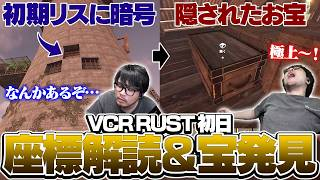 初期リスに暗号
隠されたお宝
なんかあるぞ…
極上〜!
VCR RUST 初日
座標解読&宝発見